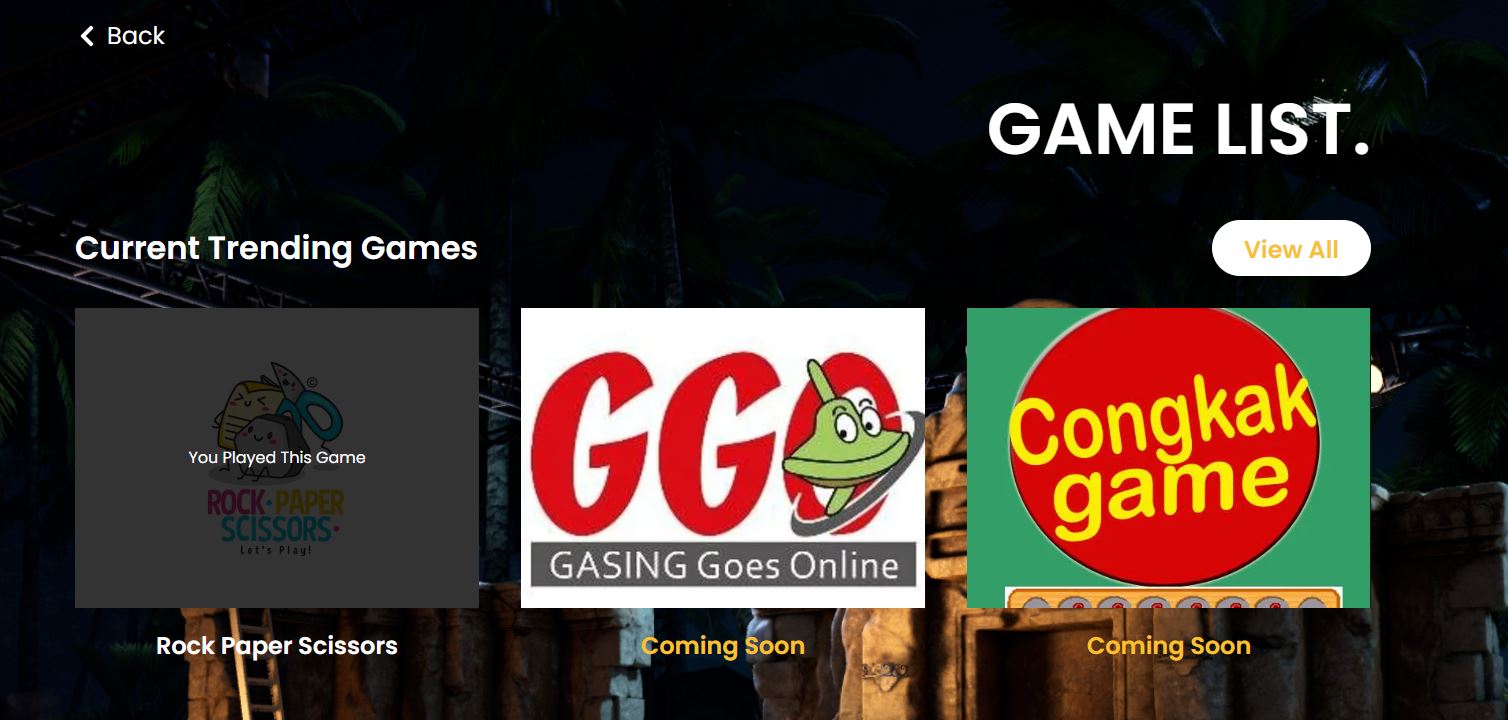 Back
GAME LIST.
Current Trending Games
View All
©
You Played This Game
ROCK•PAPER
SCISSORS•
Let's Play!
GGO
GASING Goes Online
Congkak
game
Rock Paper Scissors
Coming Soon
Coming Soon